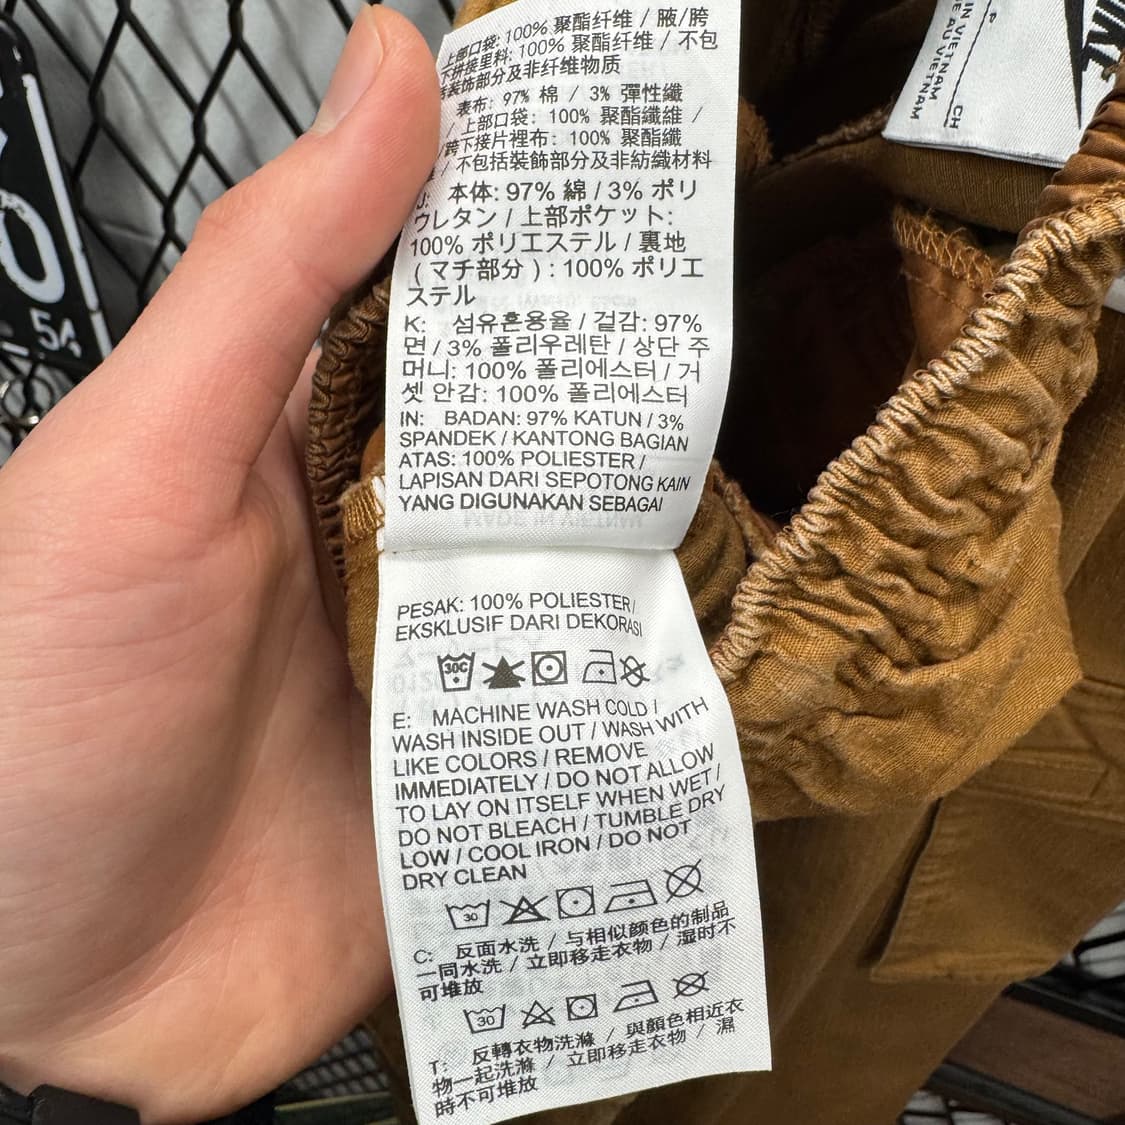 上部口袋: 100% 聚酯纤维 / 腋/胯
下拼接里料: 100% 聚酯纤维 / 不包
括装饰部分及非纤维物质
表布: 97% 棉 / 3% 彈性纖
/ 上部口袋: 100% 聚酯纖維 /
胯下接片裡布: 100% 聚酯纖
/ 不包括裝飾部分及非紡織材料
J: 本体: 97% 綿 / 3% ポリ
ウレタン / 上部ポケット:
100% ポリエステル / 裏地
( マチ部分 ) : 100% ポリエ
ステル
K: 섬유혼용율 / 겉감: 97%
면 / 3% 폴리우레탄 / 상단 주
머니: 100% 폴리에스터 / 거
셋 안감: 100% 폴리에스터
IN: BADAN: 97% KATUN / 3%
SPANDEK / KANTONG BAGIAN
ATAS: 100% POLIESTER /
LAPISAN DARI SEPOTONG KAIN
YANG DIGUNAKAN SEBAGAI
PESAK: 100% POLIESTER/
EKSKLUSIF DARI DEKORASI
30C
E: MACHINE WASH COLD /
WASH INSIDE OUT / WASH WITH
LIKE COLORS / REMOVE
IMMEDIATELY / DO NOT ALLOW
TO LAY ON ITSELF WHEN WET /
DO NOT BLEACH / TUMBLE DRY
LOW / COOL IRON / DO NOT
DRY CLEAN
30
C: 反面水洗 / 与相似颜色的制品
一同水洗 / 立即移走衣物 / 湿时不
可堆放
30
T: 反轉衣物洗滌 / 與顏色相近衣
物一起洗滌 / 立即移走衣物 / 濕
時不可堆放
NIKE
IN VIETNAM
AU VIETNAM
CH
54